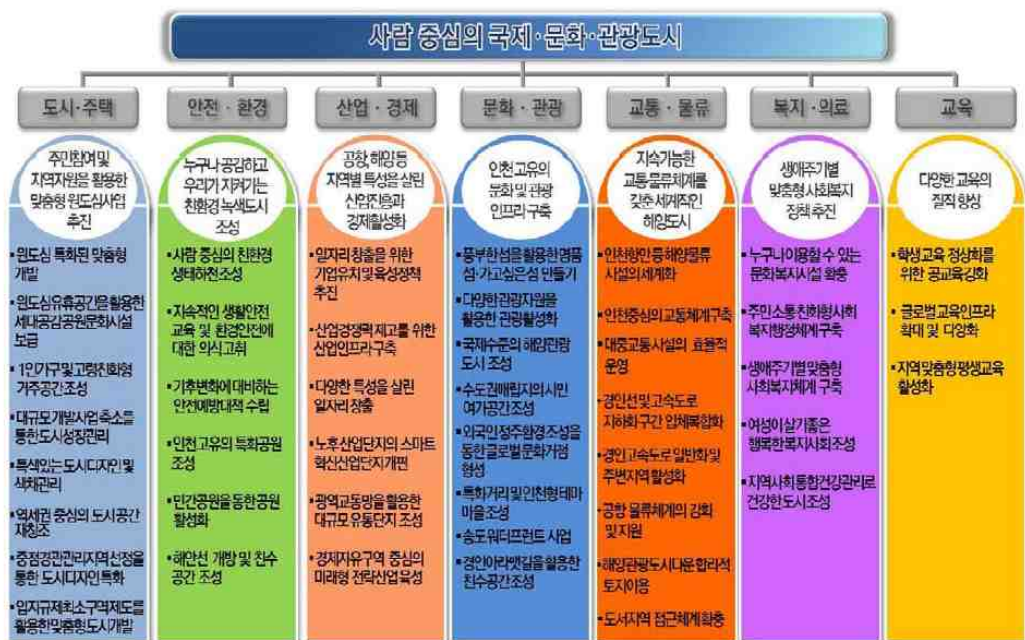 사람 중심의 국제·문화·관광도시
도시·주택
주민참여 및
지역자원을 활용한
맞춤형 원도심사업
추진
▪원도심 특화된 맞춤형
개발
▪원도심유휴공간을활용한
세대공감공원문화시설
보급
▪1인가구및고령친화형
거주공간조성
▪대규모개발사업축소를
통한도시성장관리
▪특색있는도시디자인및
색채관리
▪역세권 중심의 도시공간
재창조
▪중점경관관리지역선정을
통한 도시디자인특화
▪입지규제최소구역제도를
활용한맞춤형도시개발
안전·환경
누구나 공감하고
우리가 지켜가는
친환경 녹색도시
조성
▪사람 중심의 친환경
생태하천조성
▪지속적인 생활안전
교육 및 환경안전에
대한 의식고취
▪기후변화에대비하는
안전예방대책 수립
▪인천고유의 특화공원
조성
▪민간공원을통한공원
활성화
▪해안선 개방 및 친수
공간 조성
산업·경제
공항, 해양 등
지역별 특성을 살린
산업진흥과
경제활성화
▪일자리 창출을 위한
기업유치및육성정책
추진
▪산업경쟁력제고를 위한
산업인프라구축
▪다양한 특성을 살린
일자리 창출
▪노후산업단지의스마트
혁신산업단지개편
▪광역교통망을활용한
대규모 유통단지 조성
▪경제자유구역 중심의
미래형 전략산업육성
문화·관광
인천 고유의
문화 및 관광
인프라 구축
▪풍부한섬을활용한명품
섬·가고싶은섬 만들기
▪다양한관광자원을
활용한 관광활성화
▪국제수준의 해양관광
도시 조성
▪수도권매립지의시민
여가공간조성
▪외국인정주환경조성을
통한글로벌문화거점
형성
▪특화거리및인천형테마
마을조성
▪송도워터프런트 사업
▪경인아라뱃길을활용한
친수공간조성
교통·물류
지속가능한
교통·물류체계를
갖춘 세계적인
해양도시
▪인천항만등해양물류
시설의세계화
▪인천중심의교통체계구축
▪대중교통시설의 효율적
운영
▪경인선및고속도로
지하화구간 입체복합화
▪경인고속도로일반화및
주변지역활성화
▪공항 물류체계의 강화
및지원
▪해양관광도시다운합리적
토지이용
▪도서지역 접근체계확충
복지·의료
생애주기별
맞춤형 사회복지
정책 추진
▪누구나이용할 수 있는
문화복지시설 확충
▪주민소통친화형사회
복지행정체계구축
▪생애주기별맞춤형
사회복지체계 구축
▪여성이살기좋은
행복한복지사회조성
▪지역사회통합건강관리로
건강한도시조성
교육
다양한 교육의
질적 향상
▪학생교육 정상화를
위한 공교육강화
▪글로벌교육인프라
확대 및 다양화
▪지역맞춤형평생교육
활성화